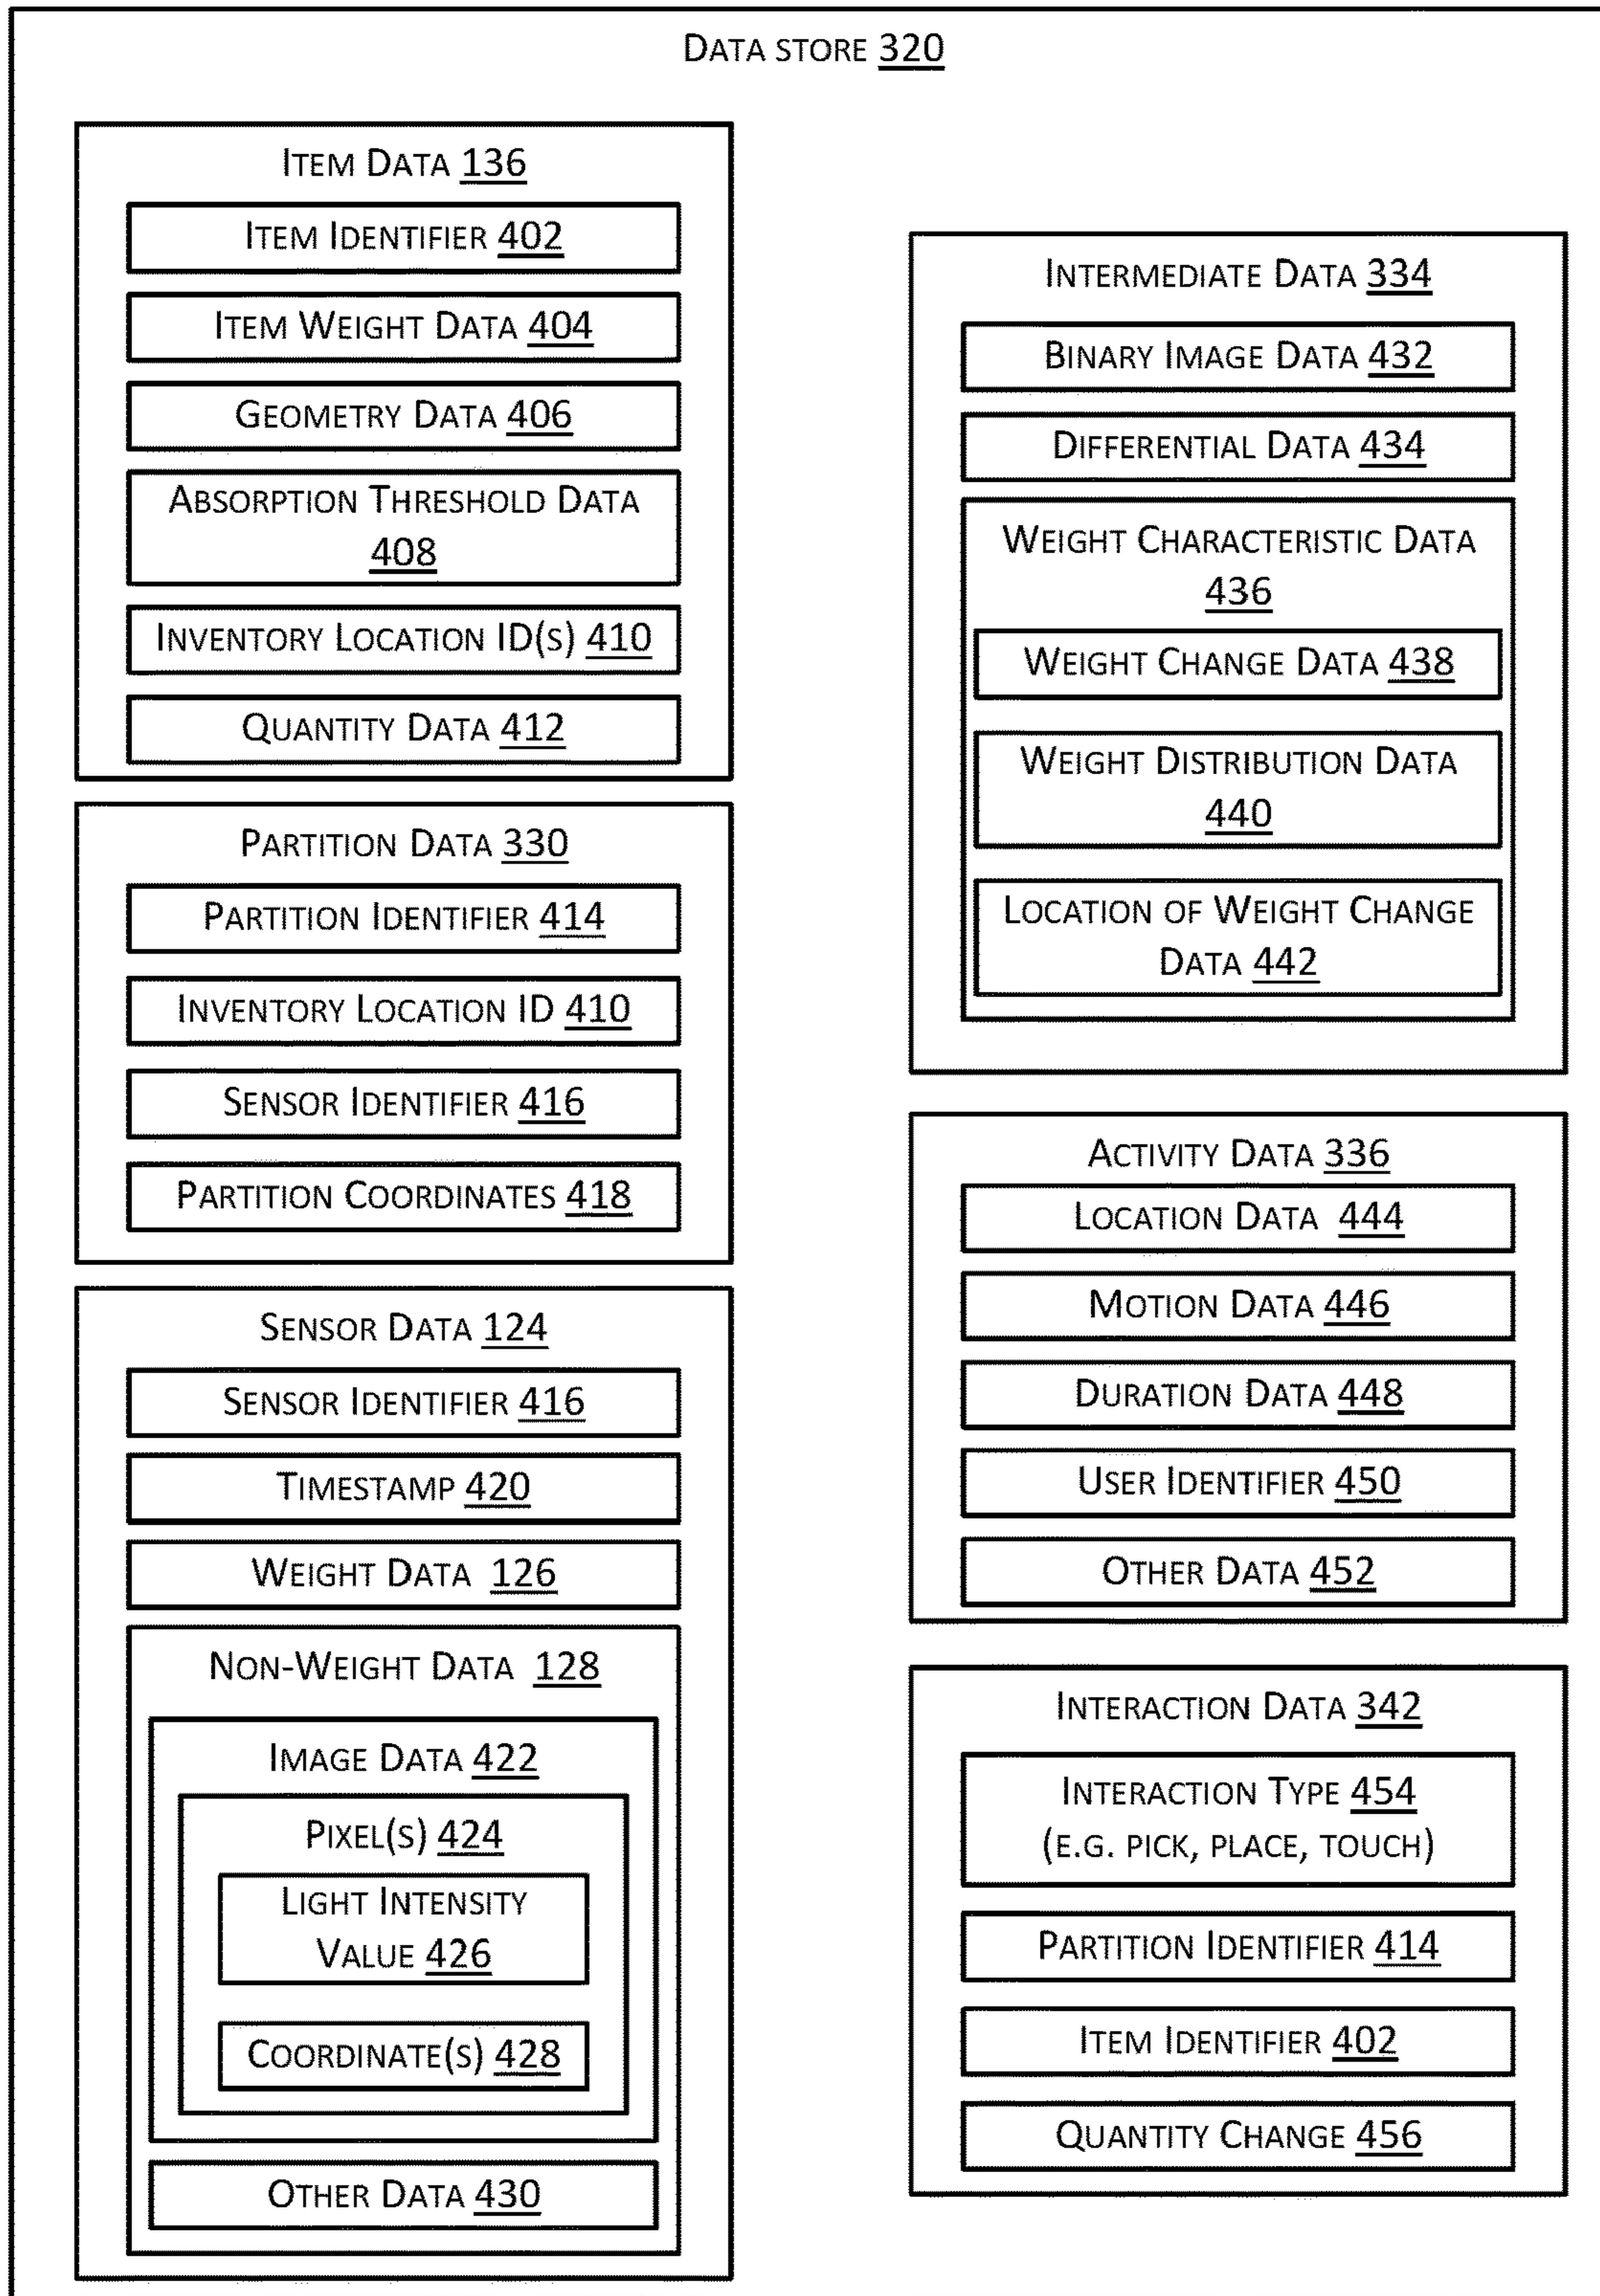 DATA STORE 320
ITEM DATA 136
ITEM IDENTIFIER 402
ITEM WEIGHT DATA 404
GEOMETRY DATA 406
ABSORPTION THRESHOLD DATA
408
INVENTORY LOCATION ID(S) 410
QUANTITY DATA 412
PARTITION DATA 330
PARTITION IDENTIFIER 414
INVENTORY LOCATION ID 410
SENSOR IDENTIFIER 416
PARTITION COORDINATES 418
SENSOR DATA 124
SENSOR IDENTIFIER 416
TIMESTAMP 420
WEIGHT DATA 126
NON-WEIGHT DATA 128
IMAGE DATA 422
PIXEL(S) 424
LIGHT INTENSITY
VALUE 426
COORDINATE(S) 428
OTHER DATA 430
INTERMEDIATE DATA 334
BINARY IMAGE DATA 432
DIFFERENTIAL DATA 434
WEIGHT CHARACTERISTIC DATA
436
WEIGHT CHANGE DATA 438
WEIGHT DISTRIBUTION DATA
440
LOCATION OF WEIGHT CHANGE
DATA 442
ACTIVITY DATA 336
LOCATION DATA 444
MOTION DATA 446
DURATION DATA 448
USER IDENTIFIER 450
OTHER DATA 452
INTERACTION DATA 342
INTERACTION TYPE 454
(E.G. PICK, PLACE, TOUCH)
PARTITION IDENTIFIER 414
ITEM IDENTIFIER 402
QUANTITY CHANGE 456